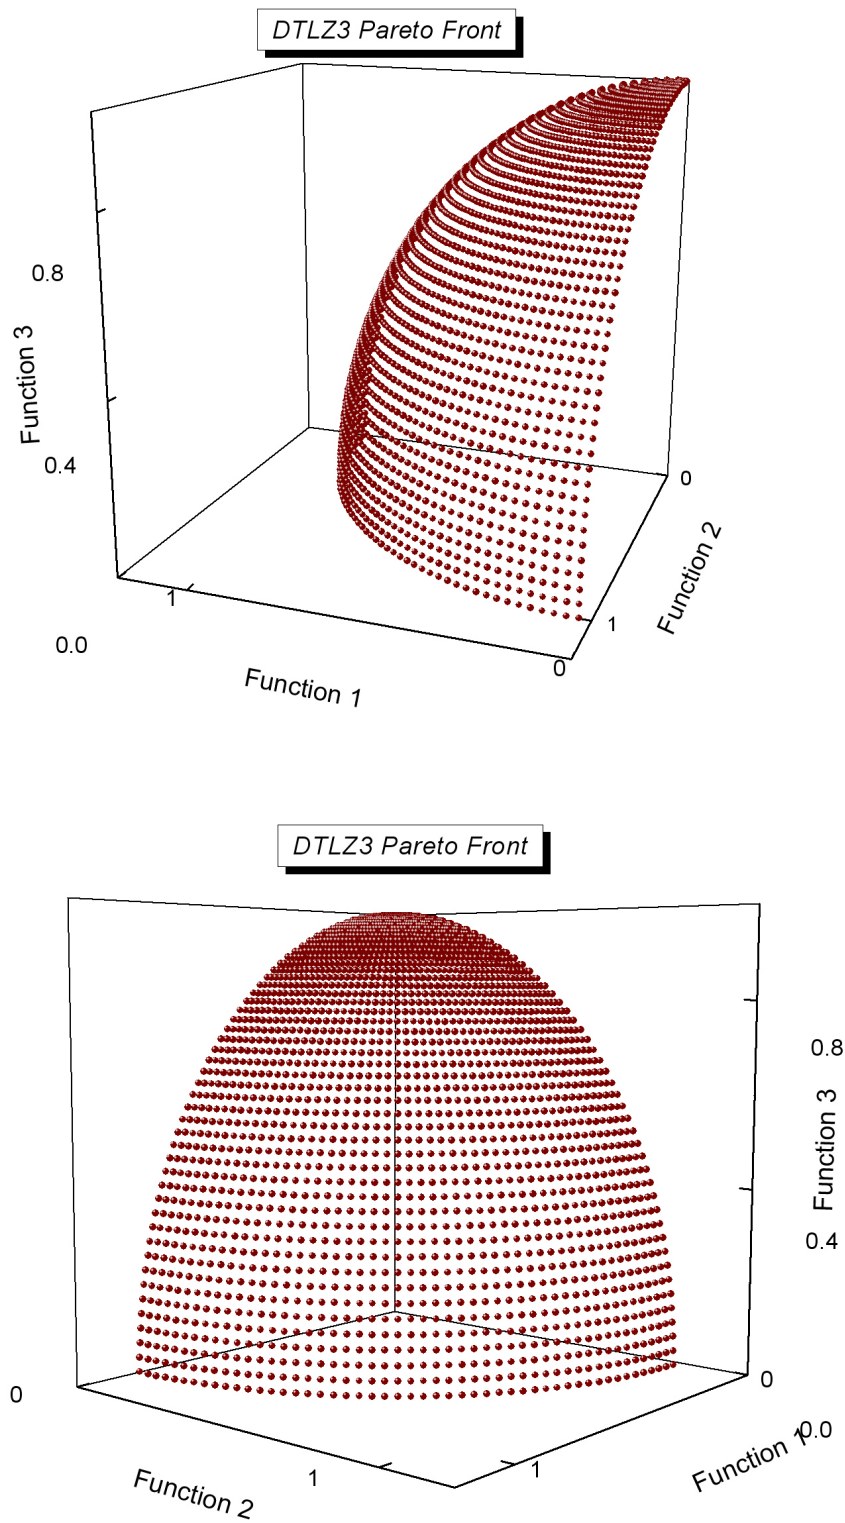 DTLZ3 Pareto Front
0.8
Function 3
0.4
0
Function 2
1
1
0.0
0
Function 1
DTLZ3 Pareto Front
0.8
Function 3
0.4
0
0
0.0
Function 1
1
1
Function 2